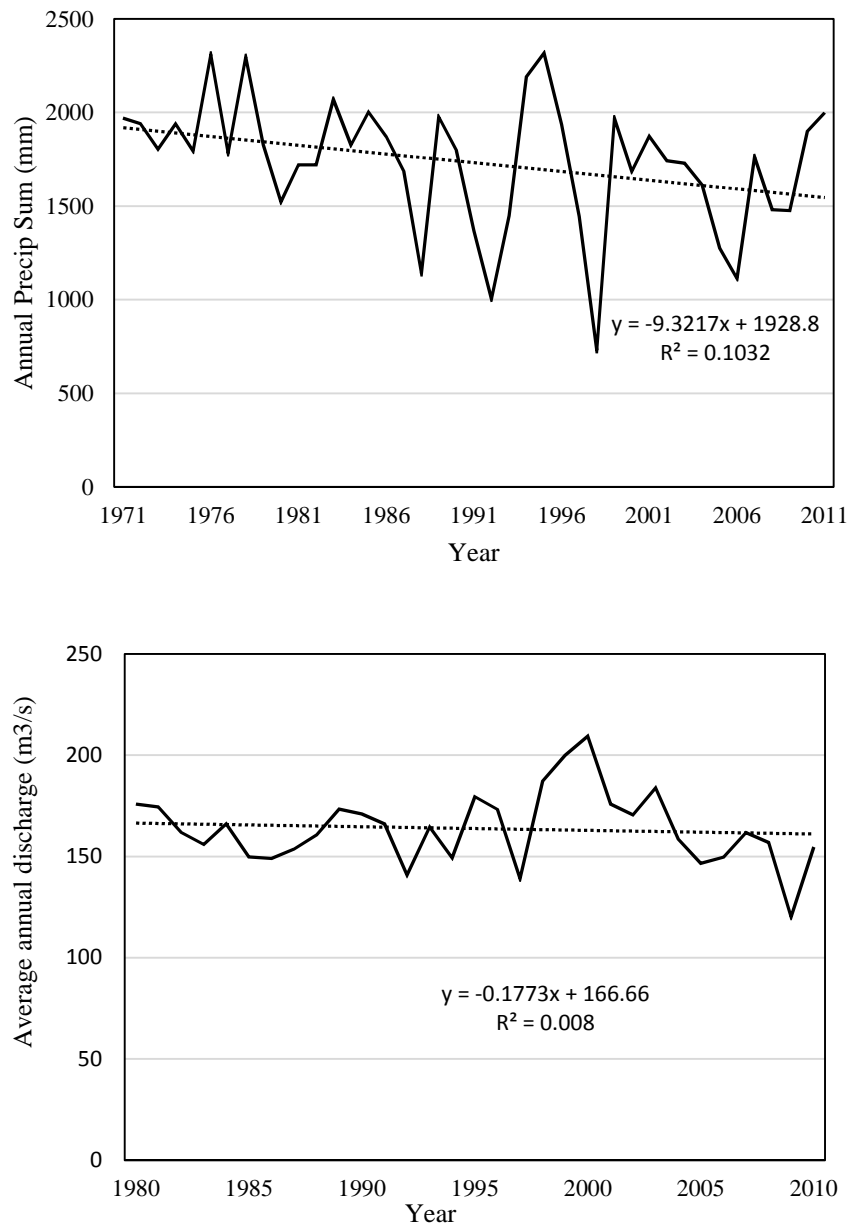 Annual Precip Sum (mm)
2500
2000
1500
1000
500
0
y = -9.3217x + 1928.8
R² = 0.1032
1971 1976 1981 1986 1991 1996 2001 2006 2011
Year
Average annual discharge (m3/s)
250
200
150
100
50
0
y = -0.1773x + 166.66
R² = 0.008
1980 1985 1990 1995 2000 2005 2010
Year